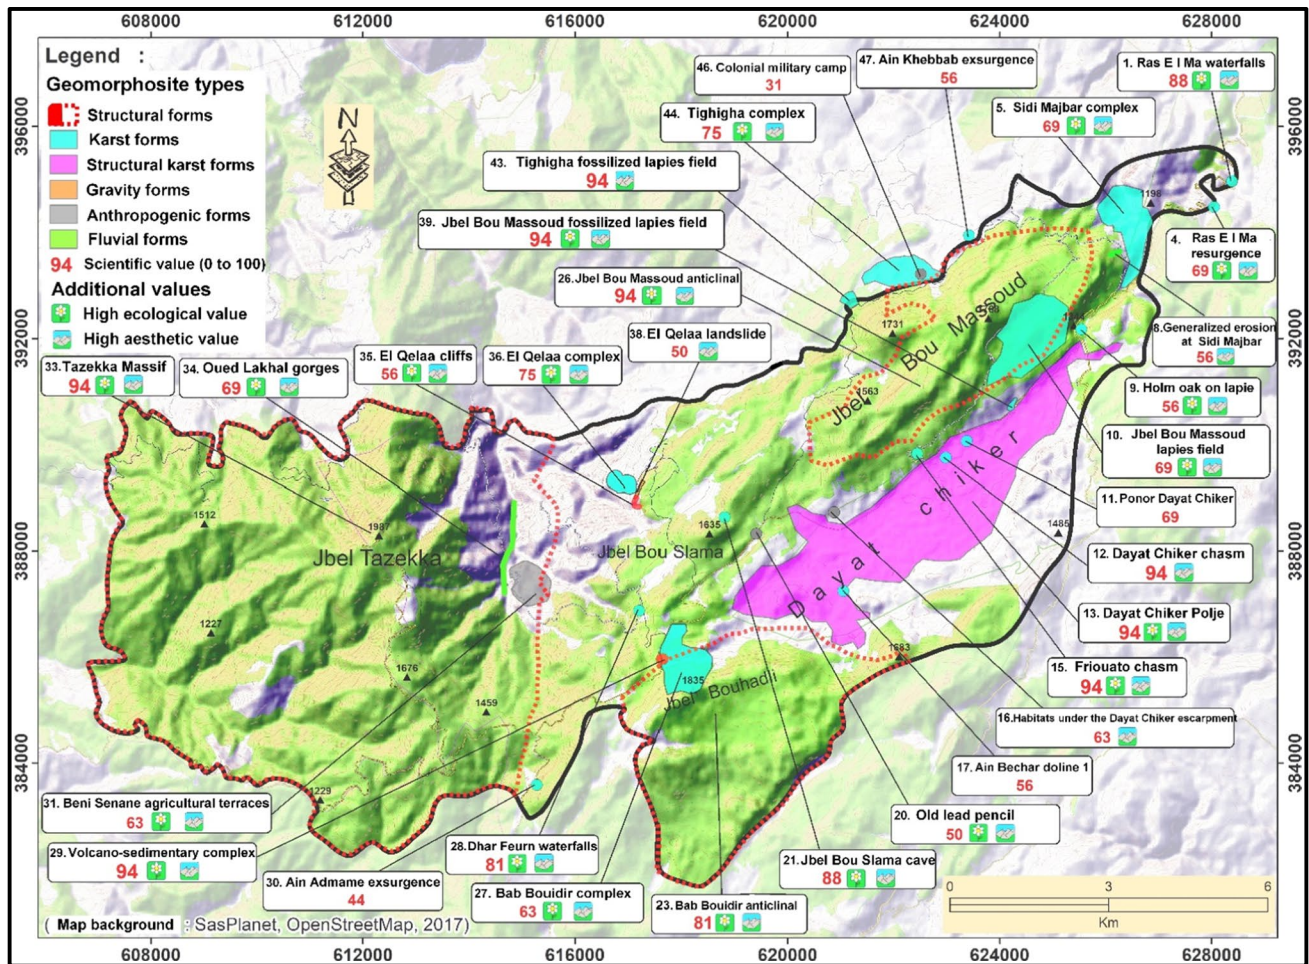 608000 612000 616000 620000 624000 628000
Legend :
Geomorphosite types
Structural forms
Karst forms
Structural karst forms
Gravity forms
Anthropogenic forms
Fluvial forms
94 Scientific value (0 to 100)
Additional values
High ecological value
High aesthetic value
N
396000
392000
388000
384000
396000
392000
388000
384000
46. Colonial military camp
31
47. Ain Khebbab exsurgence
56
1. Ras E l Ma waterfalls
88
44. Tighigha complex
75
5. Sidi Majbar complex
69
43. Tighigha fossilized lapies field
94
39. Jbel Bou Massoud fossilized lapies field
94
4. Ras E l Ma
resurgence
69
26.Jbel Bou Massoud anticlinal
94
38.El Qelaa landslide
50
8.Generalized erosion
at Sidi Majbar
56
33.Tazekka Massif
94
34. Oued Lakhal gorges
69
35. El Qelaa cliffs
56
36.El Qelaa complex
75
9. Holm oak on lapie
56
10. Jbel Bou Massoud
lapies field
69
11. Ponor Dayat Chiker
69
12. Dayat Chiker chasm
94
13. Dayat Chiker Polje
94
15. Friouato chasm
94
16.Habitats under the Dayat Chiker escarpment
63
17. Ain Bechar doline 1
56
20. Old lead pencil
50
21.Jbel Bou Slama cave
88
23.Bab Bouidir anticlinal
81
27. Bab Bouidir complex
63
28.Dhar Feurn waterfalls
81
30. Ain Admame exsurgence
44
29.Volcano-sedimentary complex
94
31. Beni Senane agricultural terraces
63
1198
1731
Jbel Bou Massoud
1563
1512
1987
Jbel Tazekka
1635
Jbel Bou Slama
1485
Dayat chiker
1227
1676
1459
1229
1683
1835
Jbel Bouhadli
( Map background : SasPlanet, OpenStreetMap, 2017)
0 3 6
Km
608000 612000 616000 620000 624000 628000